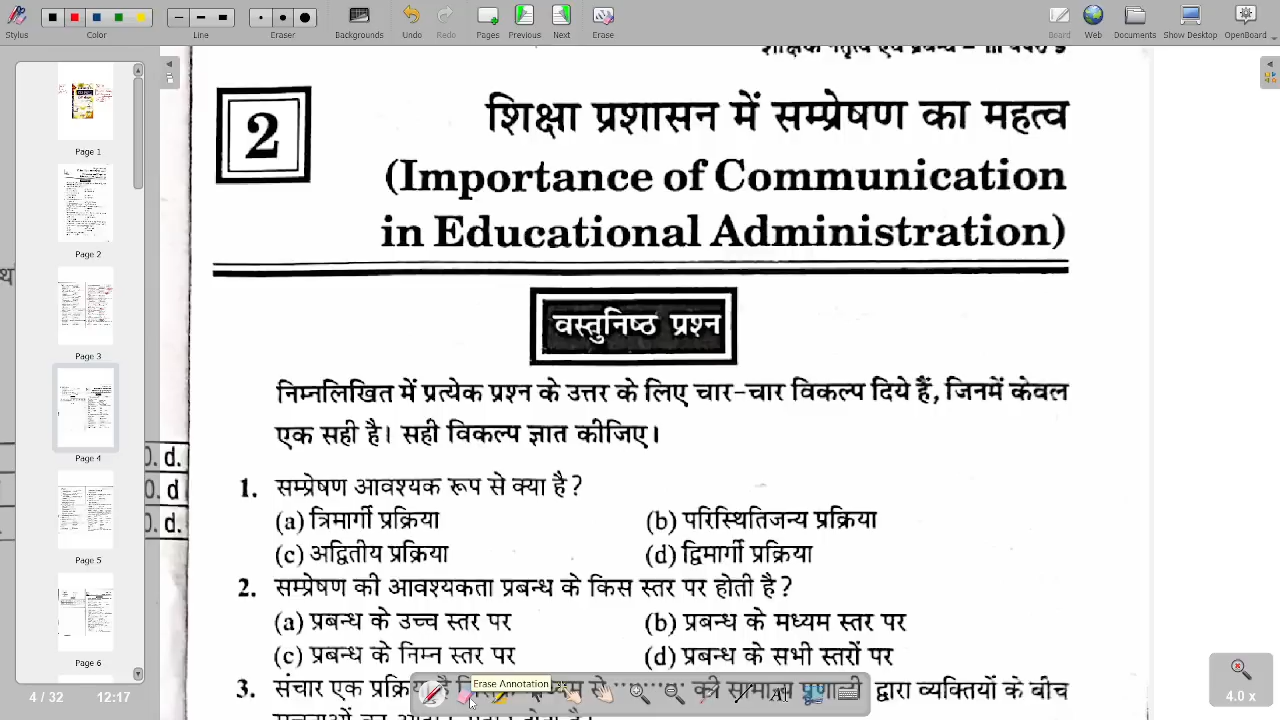 Stylus
Color
Line
Eraser
Backgrounds
Undo
Redo
Pages
Previous
Next
Erase
Board
Web
Documents
Show Desktop
OpenBoard
Page 1
Page 2
Page 3
Page 4
Page 5
Page 6
2
शिक्षा प्रशासन में सम्प्रेषण का महत्व
(Importance of Communication
in Educational Administration)
वस्तुनिष्ठ प्रश्न
निम्नलिखित में प्रत्येक प्रश्न के उत्तर के लिए चार-चार विकल्प दिये हैं, जिनमें केवल
एक सही है। सही विकल्प ज्ञात कीजिए।
1. सम्प्रेषण आवश्यक रूप से क्या है?
(a) त्रिमार्गी प्रक्रिया (b) परिस्थितिजन्य प्रक्रिया
(c) अद्वितीय प्रक्रिया (d) द्विमार्गी प्रक्रिया
2. सम्प्रेषण की आवश्यकता प्रबन्ध के किस स्तर पर होती है?
(a) प्रबन्ध के उच्च स्तर पर (b) प्रबन्ध के मध्यम स्तर पर
(c) प्रबन्ध के निम्न स्तर पर (d) प्रबन्ध के सभी स्तरों पर
3. संचार एक से की सामान्य प्रणाली द्वारा व्यक्तियों के बीच
0. d.
0. d
0. d.
Erase Annotation
4 / 32 12:17
4.0 x